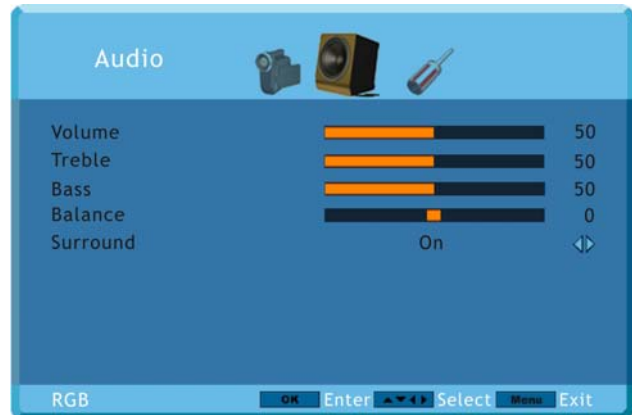 Audio
Volume 50
Treble 50
Bass 50
Balance 0
Surround On
RGB OK Enter Select Menu Exit